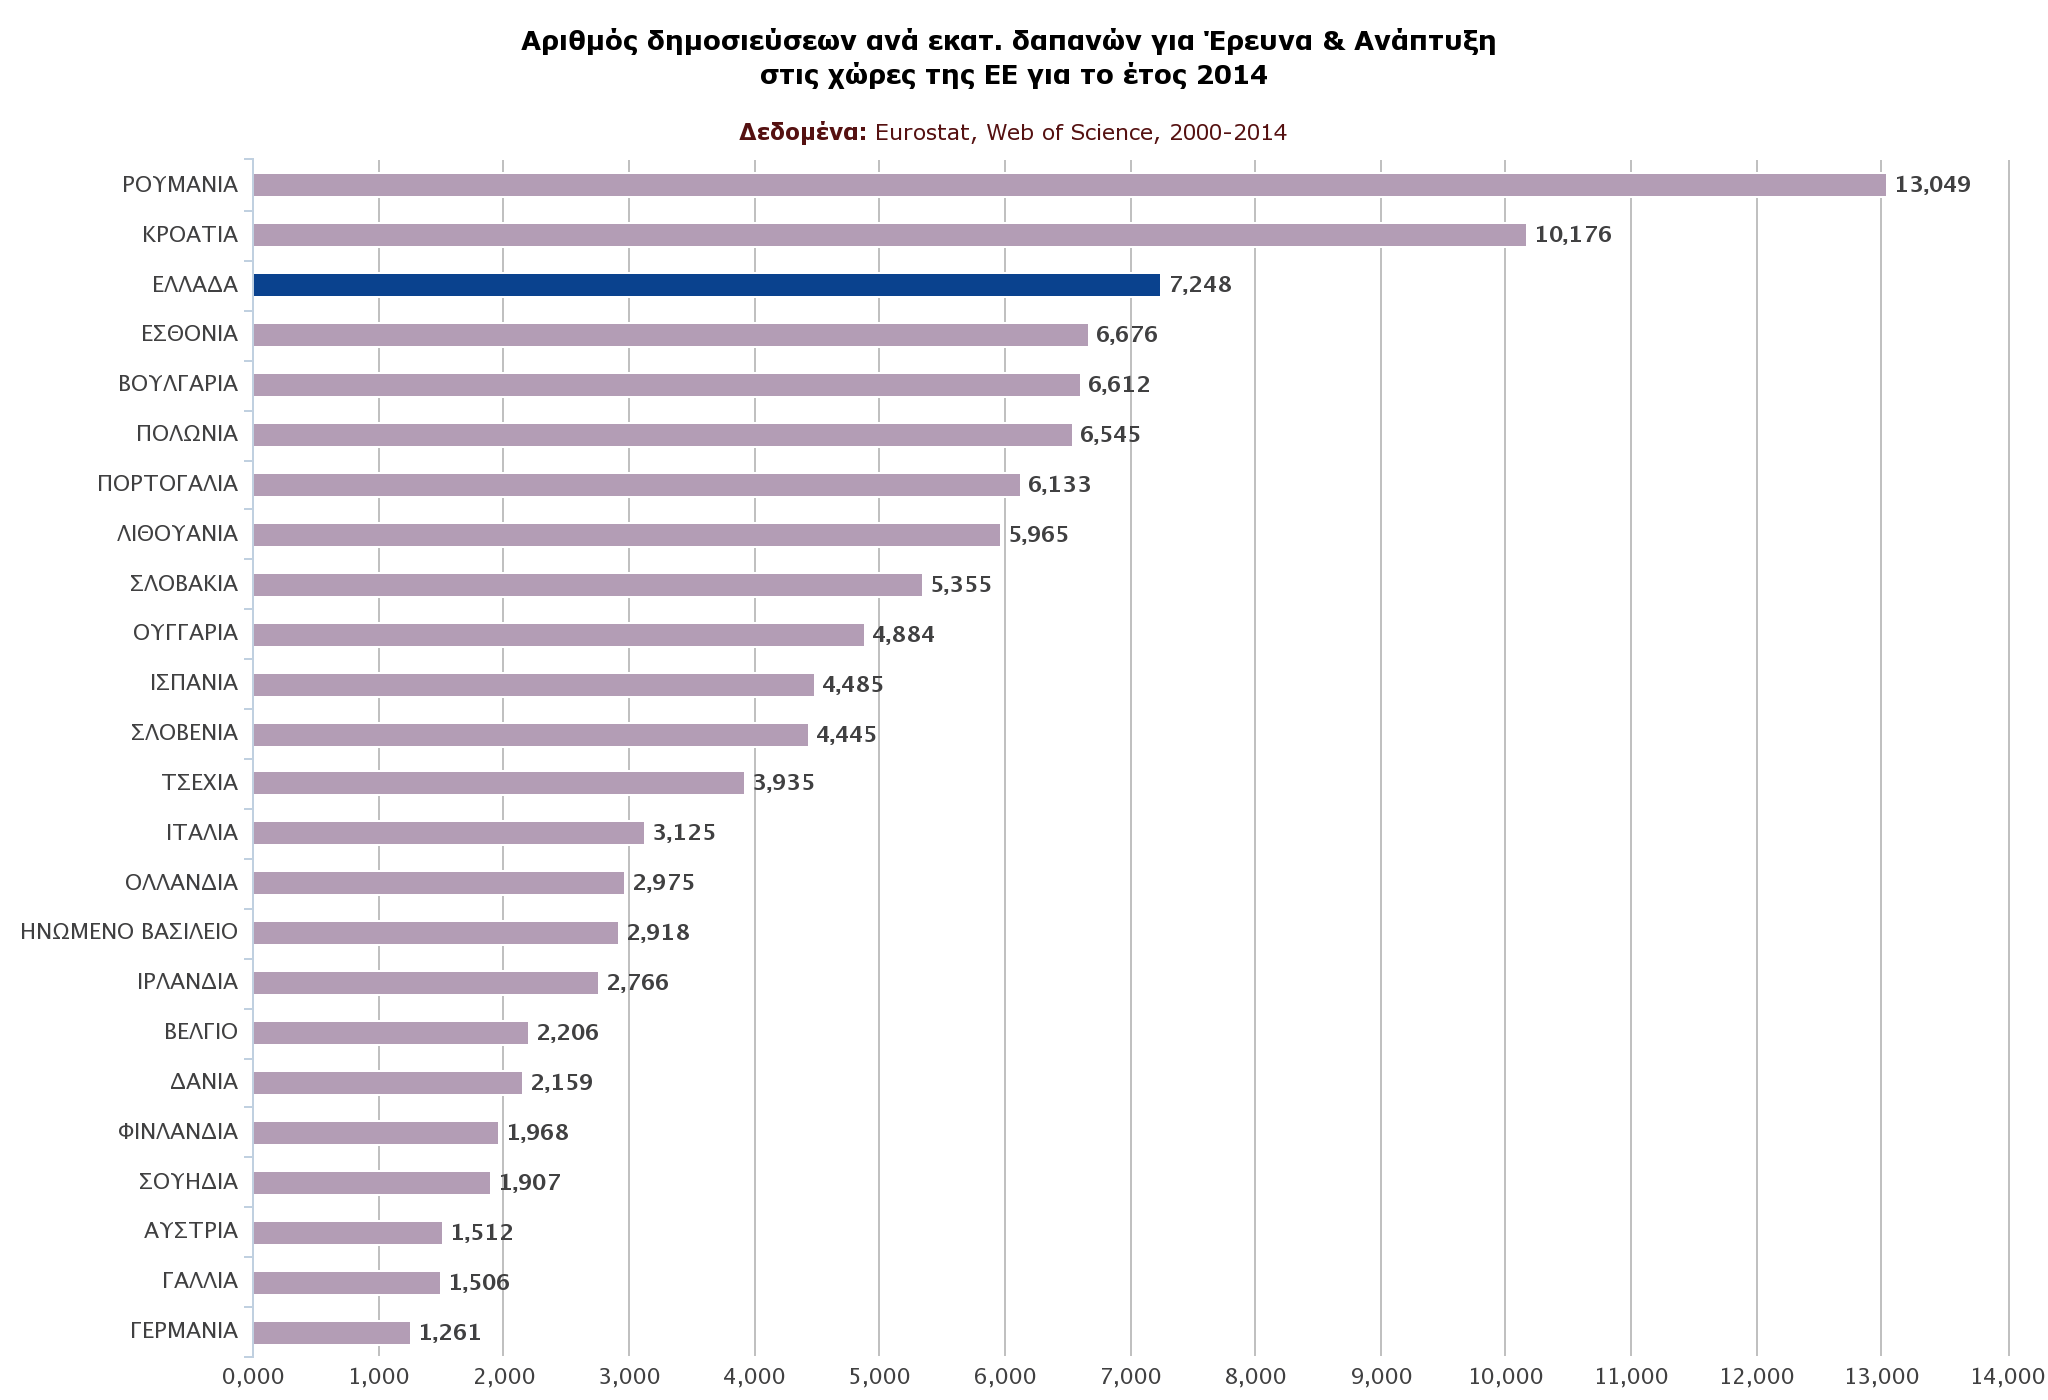 Αριθμός δημοσιεύσεων ανά εκατ. δαπανών για Έρευνα & Ανάπτυξη
στις χώρες της ΕΕ για το έτος 2014
Δεδομένα: Eurostat, Web of Science, 2000-2014
ΡΟΥΜΑΝΙΑ 13,049
ΚΡΟΑΤΙΑ 10,176
ΕΛΛΑΔΑ 7,248
ΕΣΘΟΝΙΑ 6,676
ΒΟΥΛΓΑΡΙΑ 6,612
ΠΟΛΩΝΙΑ 6,545
ΠΟΡΤΟΓΑΛΙΑ 6,133
ΛΙΘΟΥΑΝΙΑ 5,965
ΣΛΟΒΑΚΙΑ 5,355
ΟΥΓΓΑΡΙΑ 4,884
ΙΣΠΑΝΙΑ 4,485
ΣΛΟΒΕΝΙΑ 4,445
ΤΣΕΧΙΑ 3,935
ΙΤΑΛΙΑ 3,125
ΟΛΛΑΝΔΙΑ 2,975
ΗΝΩΜΕΝΟ ΒΑΣΙΛΕΙΟ 2,918
ΙΡΛΑΝΔΙΑ 2,766
ΒΕΛΓΙΟ 2,206
ΔΑΝΙΑ 2,159
ΦΙΝΛΑΝΔΙΑ 1,968
ΣΟΥΗΔΙΑ 1,907
ΑΥΣΤΡΙΑ 1,512
ΓΑΛΛΙΑ 1,506
ΓΕΡΜΑΝΙΑ 1,261
0,000 1,000 2,000 3,000 4,000 5,000 6,000 7,000 8,000 9,000 10,000 11,000 12,000 13,000 14,000